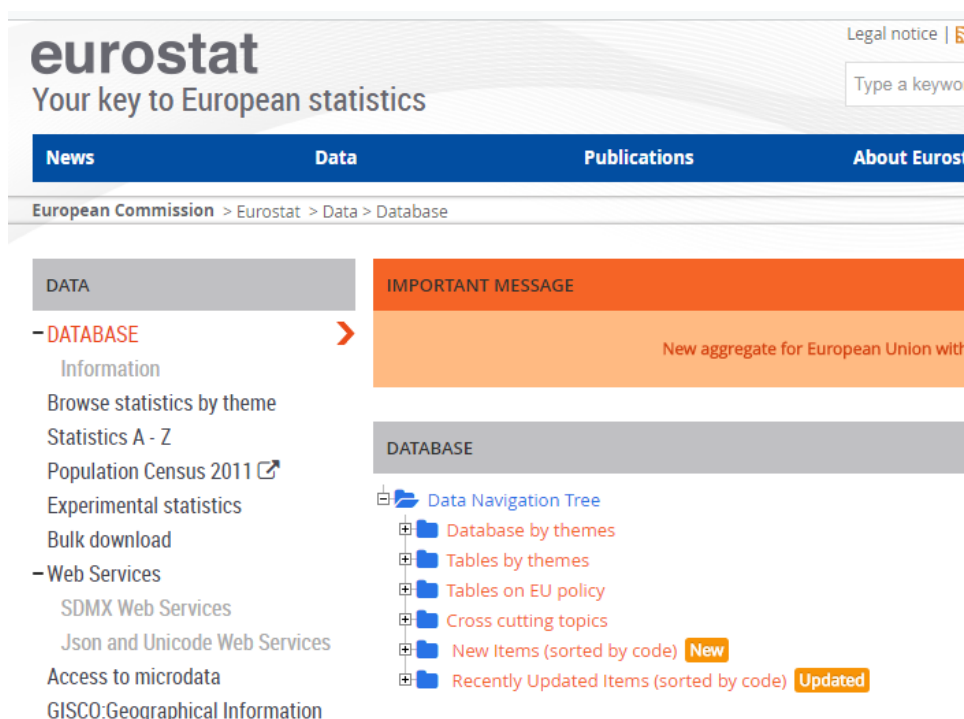 eurostat
Your key to European statistics
Legal notice |
Type a
News Data Publications About
European Commission > Eurostat > Data > Database
DATA
- DATABASE
Information
Browse statistics by theme
Statistics A - Z
Population Census 2011
Experimental statistics
Bulk download
- Web Services
SDMX Web Services
Json and Unicode Web Services
Access to microdata
GISCO:Geographical Information
IMPORTANT MESSAGE
New aggregate for European Union with
DATABASE
Data Navigation Tree
Database by themes
Tables by themes
Tables on EU policy
Cross cutting topics
New Items (sorted by code) New
Recently Updated Items (sorted by code) Updated